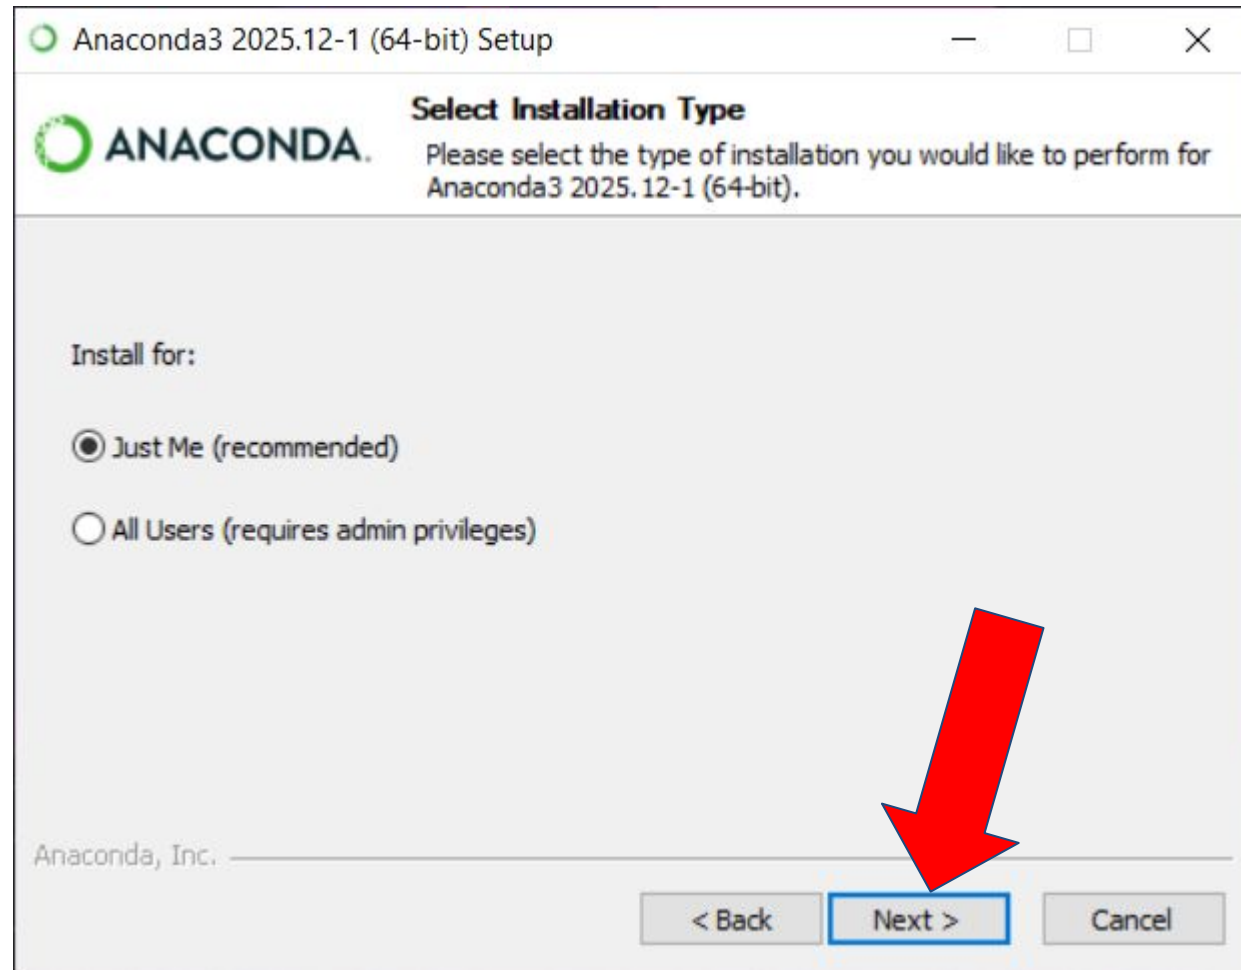 Anaconda3 2025.12-1 (64-bit) Setup
ANACONDA.
Select Installation Type
Please select the type of installation you would like to perform for
Anaconda3 2025.12-1 (64-bit).
Install for:
Just Me (recommended)
All Users (requires admin privileges)
Anaconda, Inc.
< Back
Next >
Cancel